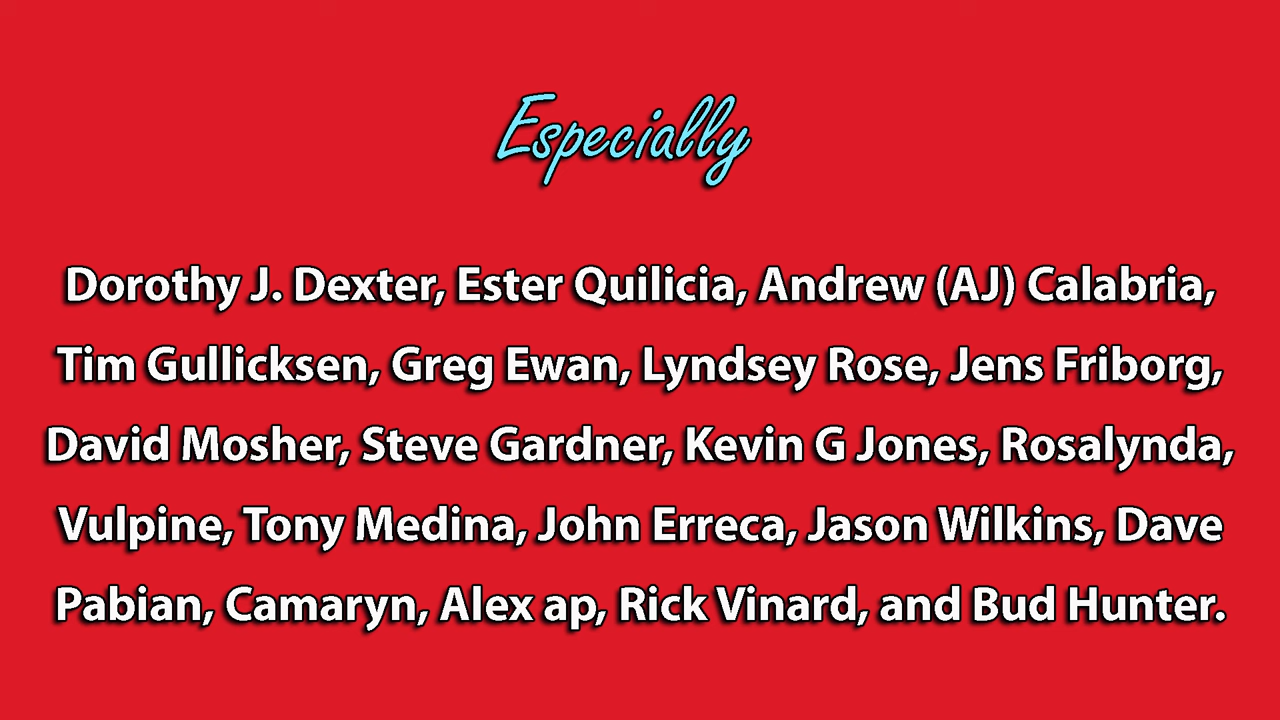 Especially
Dorothy J. Dexter, Ester Quilicia, Andrew (AJ) Calabria,
Tim Gullicksen, Greg Ewan, Lyndsey Rose, Jens Friborg,
David Mosher, Steve Gardner, Kevin G Jones, Rosalynda,
Vulpine, Tony Medina, John Erreca, Jason Wilkins, Dave
Pabian, Camaryn, Alex ap, Rick Vinard, and Bud Hunter.